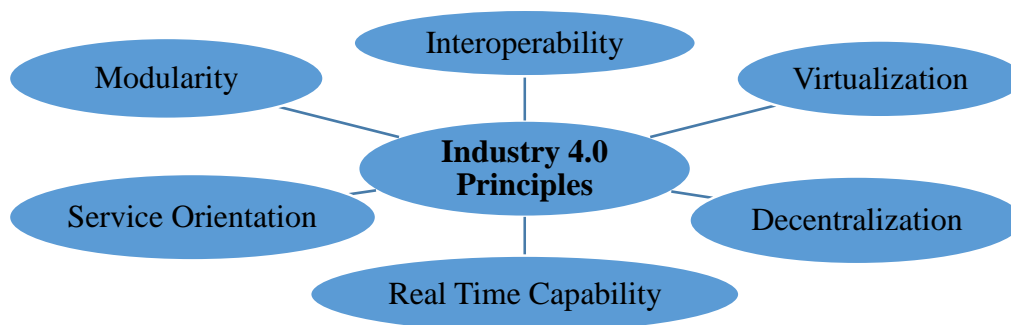 Interoperability
Modularity
Virtualization
Industry 4.0
Principles
Service Orientation
Decentralization
Real Time Capability